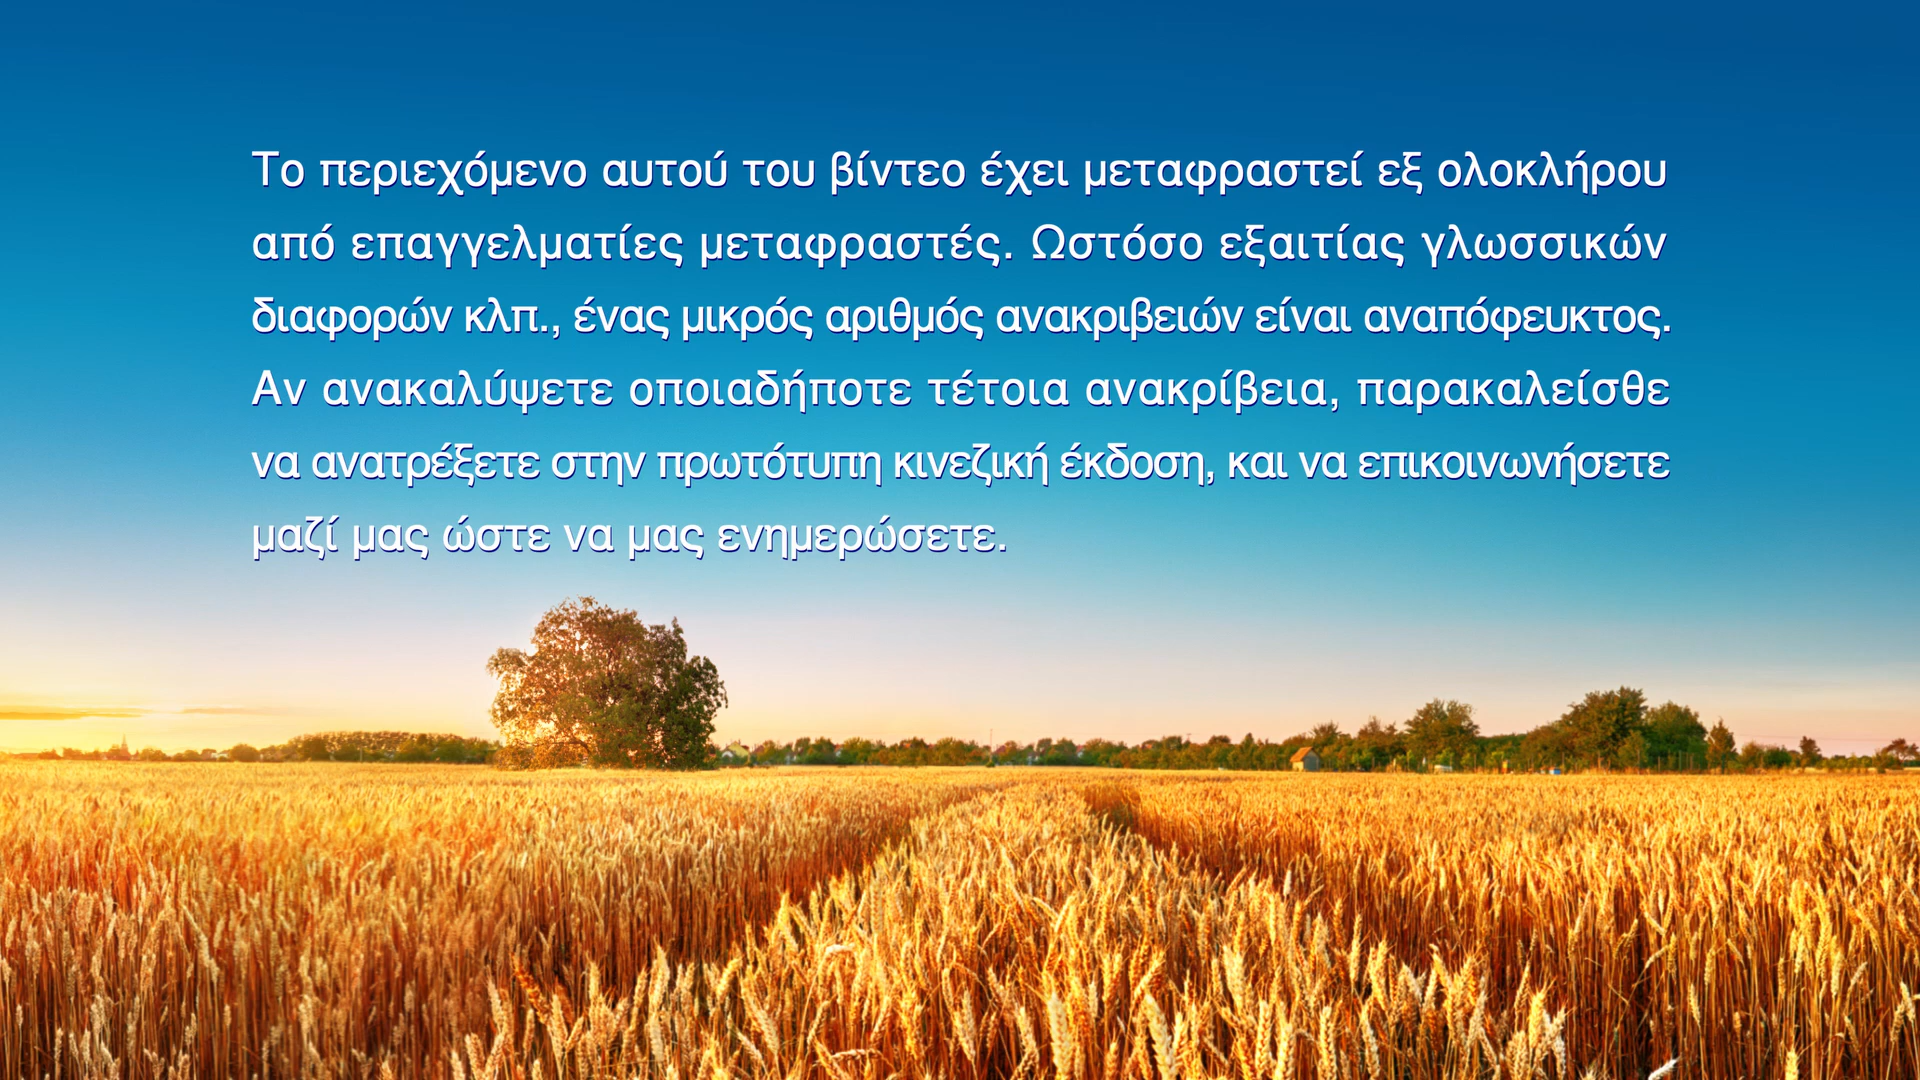 Το περιεχόμενο αυτού του βίντεο έχει μεταφραστεί εξ ολοκλήρου
από επαγγελματίες μεταφραστές. Ωστόσο εξαιτίας γλωσσικών
διαφορών κλπ., ένας μικρός αριθμός ανακριβειών είναι αναπόφευκτος.
Αν ανακαλύψετε οποιαδήποτε τέτοια ανακρίβεια, παρακαλείσθε
να ανατρέξετε στην πρωτότυπη κινεζική έκδοση, και να επικοινωνήσετε
μαζί μας ώστε να μας ενημερώσετε.